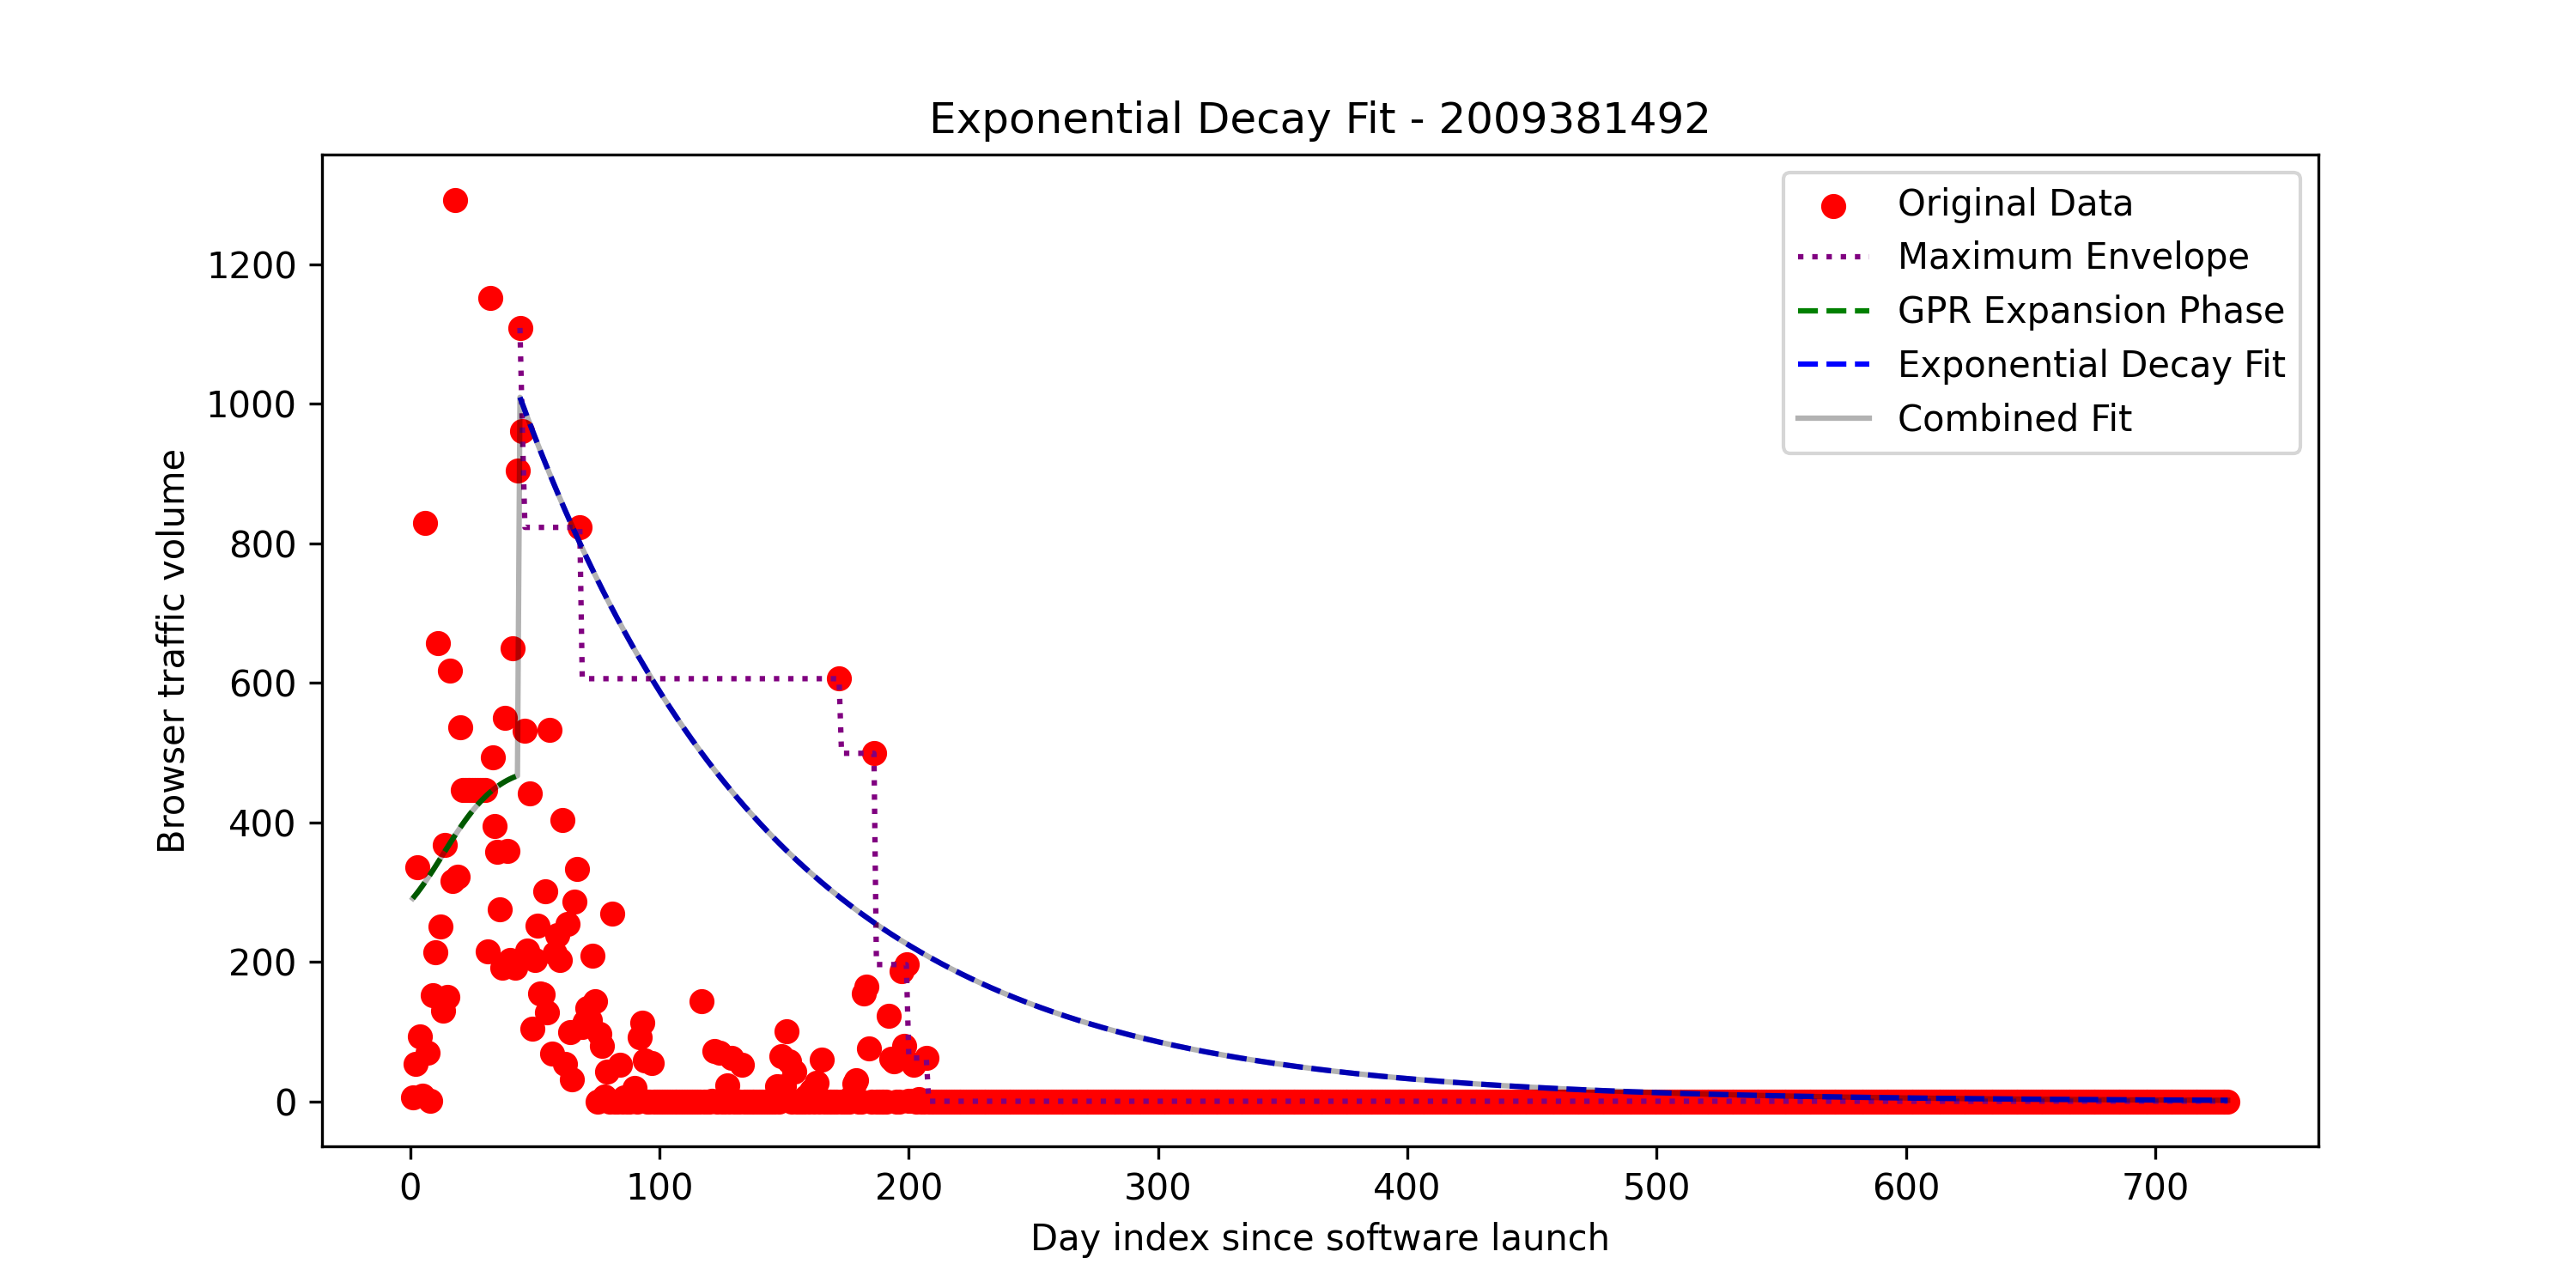 Exponential Decay Fit - 2009381492
Original Data
Maximum Envelope
GPR Expansion Phase
Exponential Decay Fit
Combined Fit
Browser traffic volume
1200
1000
800
600
400
200
0
0 100 200 300 400 500 600 700
Day index since software launch